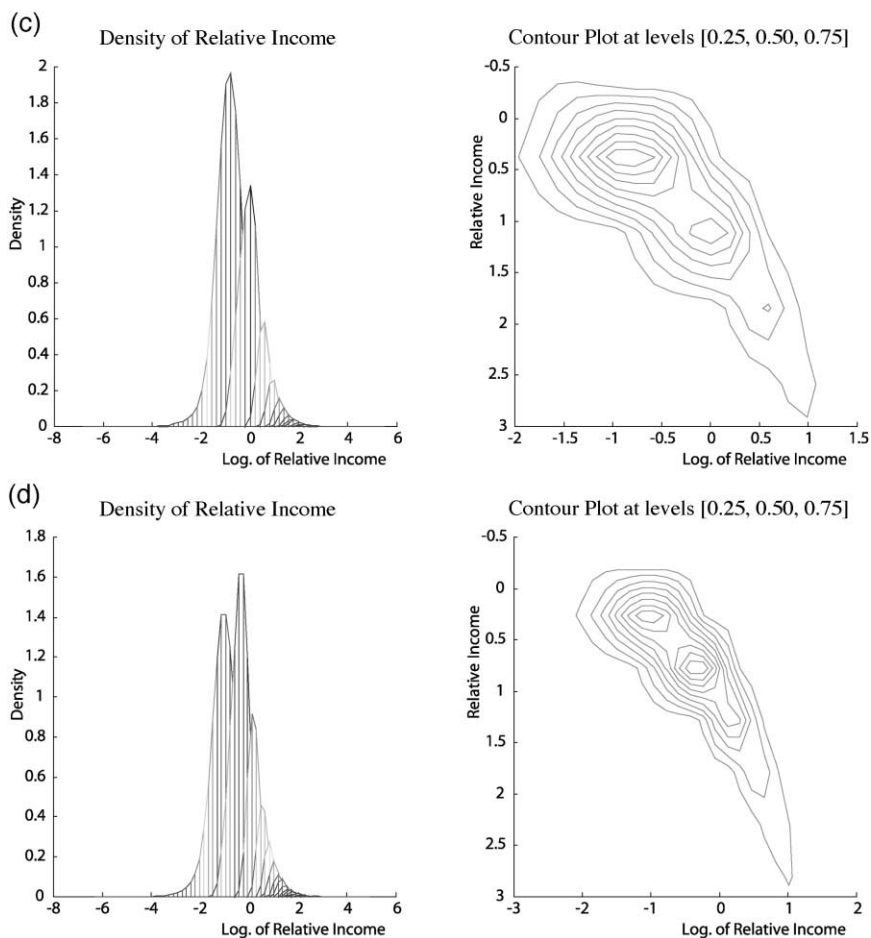 (c)
Density of Relative Income
2
1.8
1.6
1.4
1.2
1
0.8
0.6
0.4
0.2
0
Density
-8 -6 -4 -2 0 2 4 6
Log. of Relative Income
Contour Plot at levels [0.25, 0.50, 0.75]
-0.5
0
0.5
1
1.5
2
2.5
3
Relative Income
-2 -1.5 -1 -0.5 0 0.5 1 1.5
Log. of Relative Income
(d)
Density of Relative Income
1.8
1.6
1.4
1.2
1
0.8
0.6
0.4
0.2
0
Density
-8 -6 -4 -2 0 2 4 6
Log. of Relative Income
Contour Plot at levels [0.25, 0.50, 0.75]
-0.5
0
0.5
1
1.5
2
2.5
3
Relative Income
-3 -2 -1 0 1 2
Log. of Relative Income